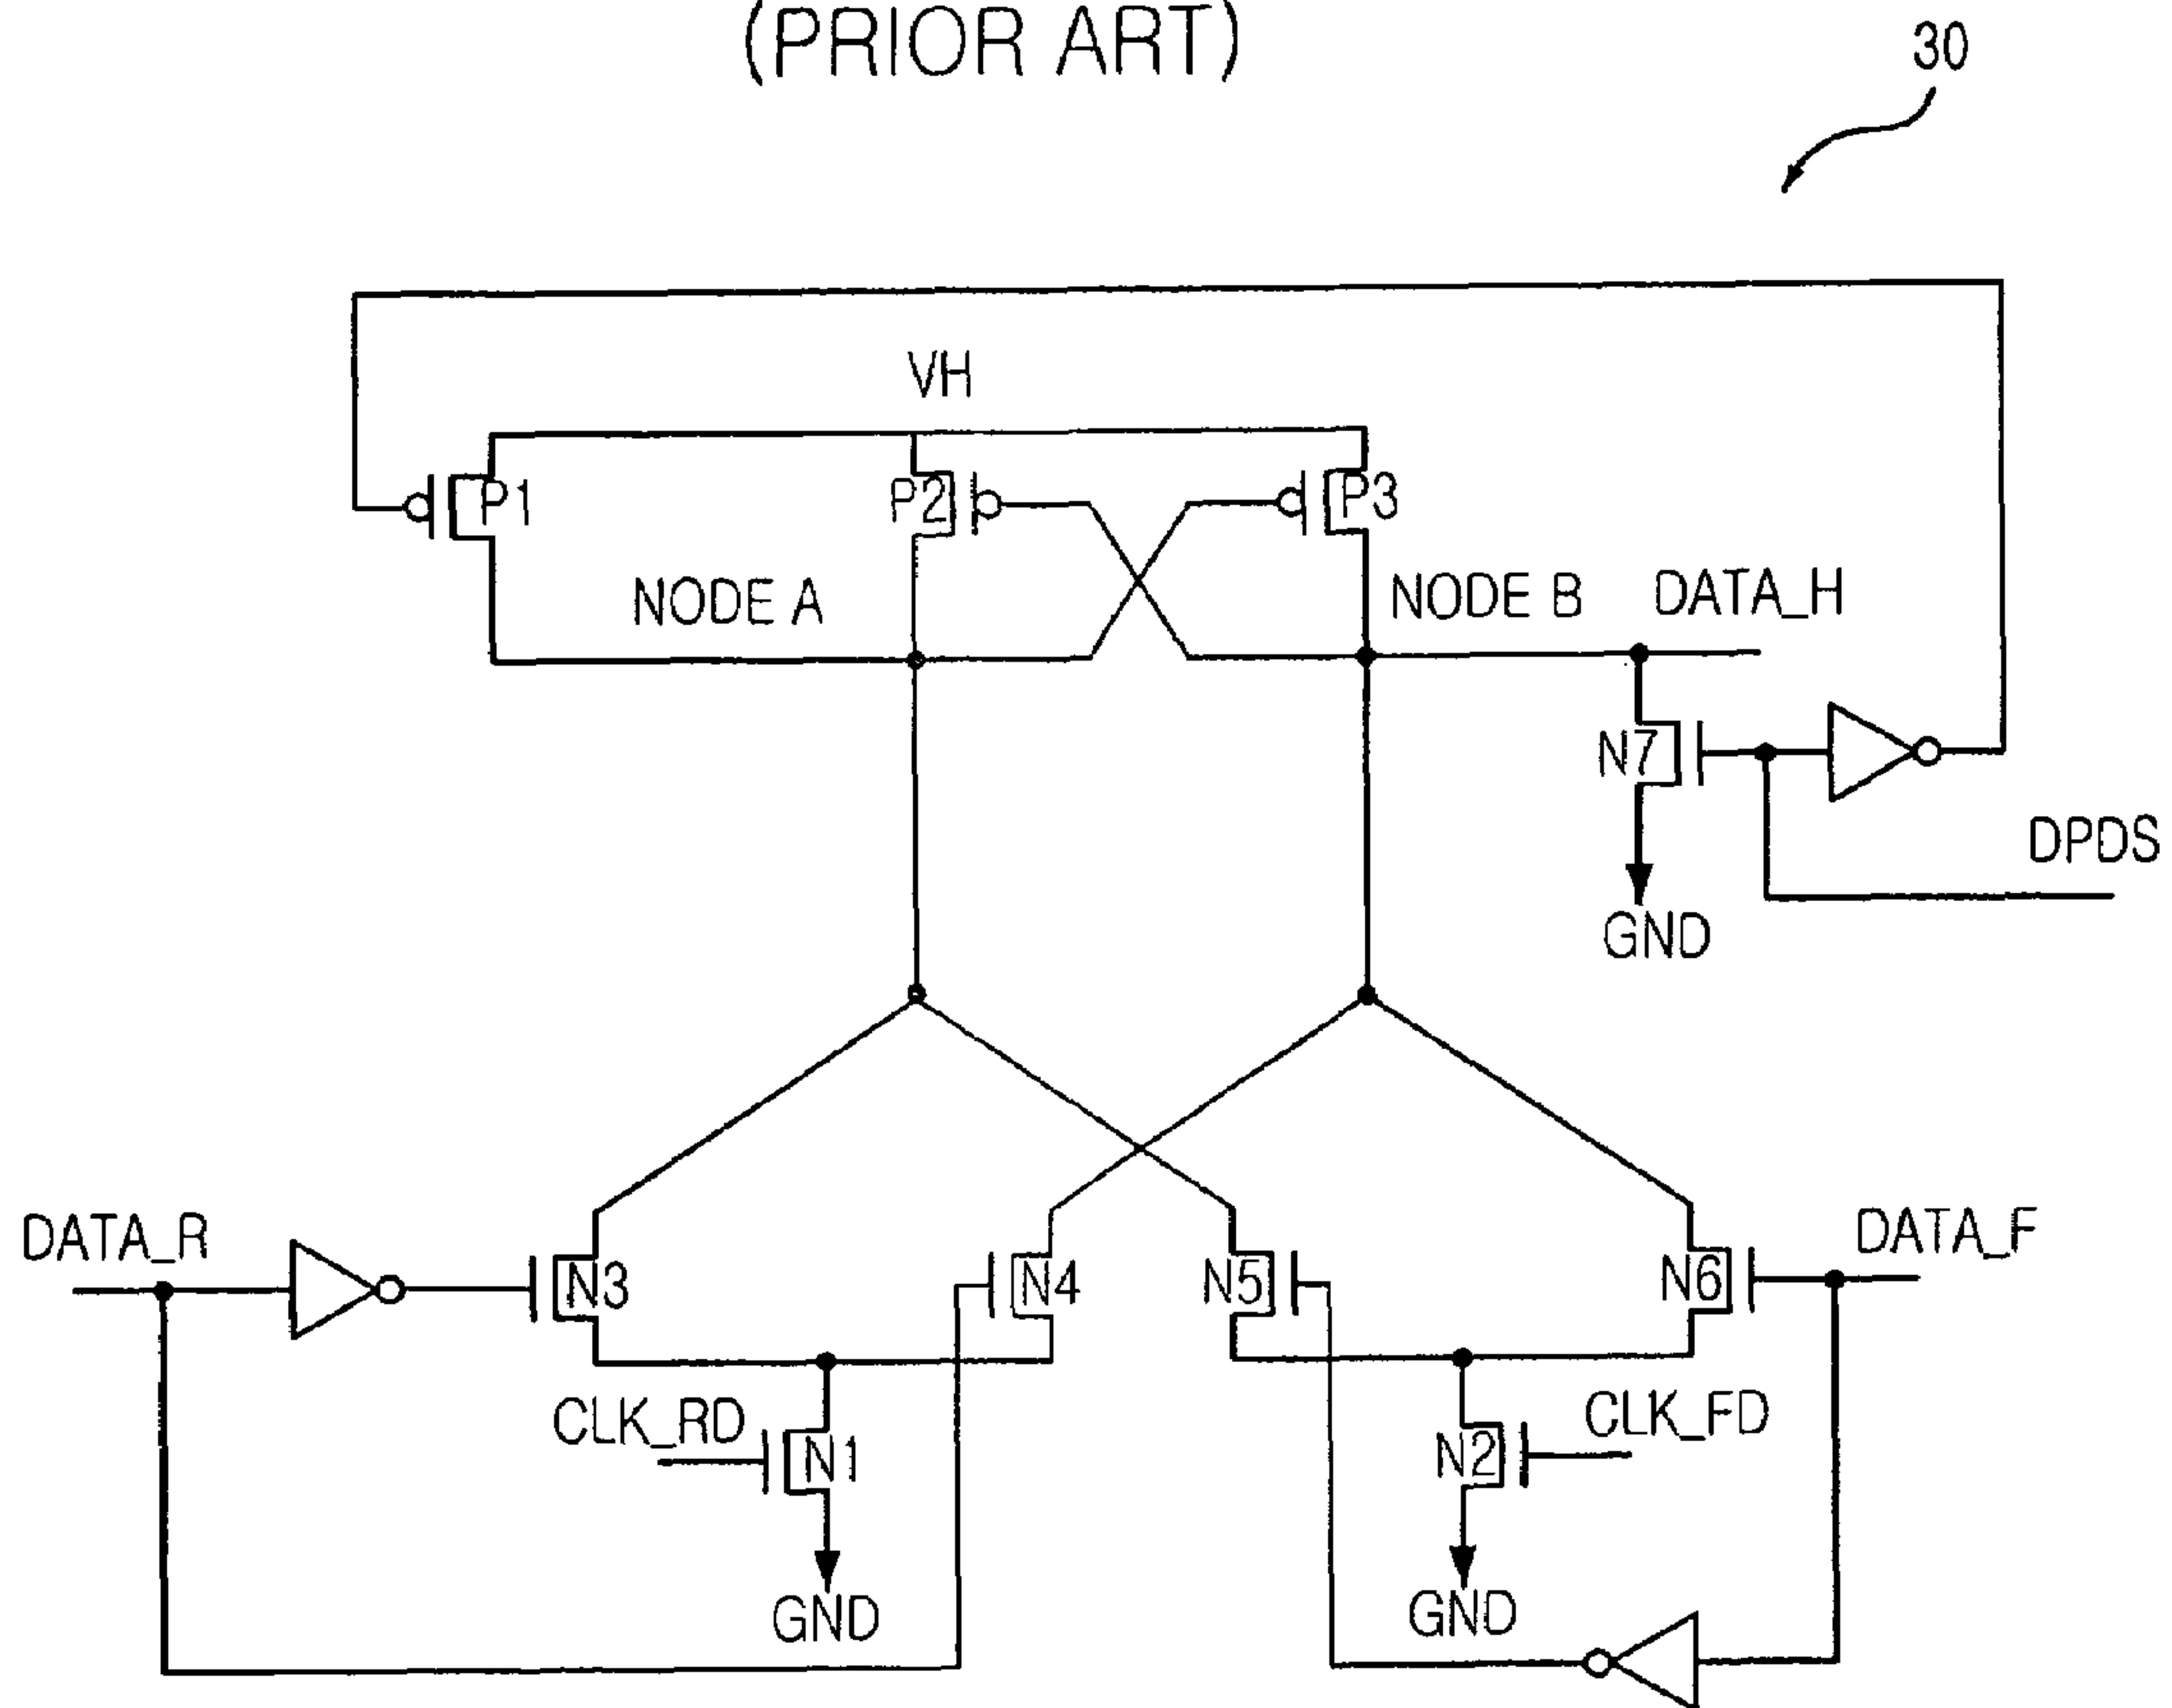 (PRIOR ART)
30
VH
P1
P2
P3
NODE A
NODE B
DATA_H
N7
DPDS
GND
DATA_R
DATA_F
N3
N4
N5
N6
CLK_RD
CLK_FD
N1
N2
GND
GND